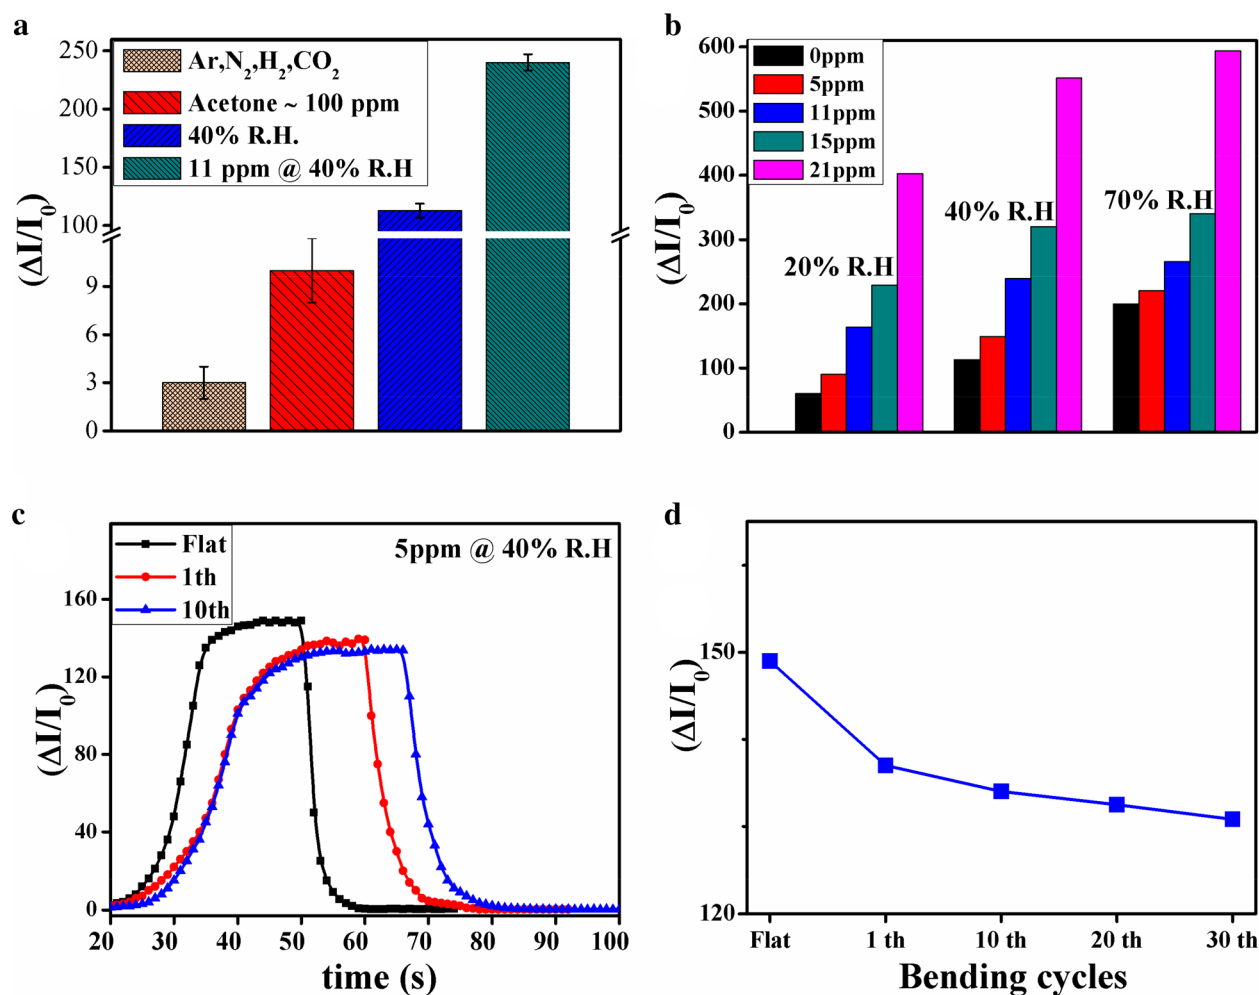 a
250
200
150
100
9
6
3
0
(ΔI/I₀)
Ar,N₂,H₂,CO₂
Acetone ~ 100 ppm
40% R.H.
11 ppm @ 40% R.H
b
600
500
400
300
200
100
0
(ΔI/I₀)
0ppm
5ppm
11ppm
15ppm
21ppm
20% R.H
40% R.H
70% R.H
c
160
120
80
40
0
(ΔI/I₀)
Flat
1th
10th
5ppm @ 40% R.H
20 30 40 50 60 70 80 90 100
time (s)
d
150
120
(ΔI/I₀)
Flat 1 th 10 th 20 th 30 th
Bending cycles